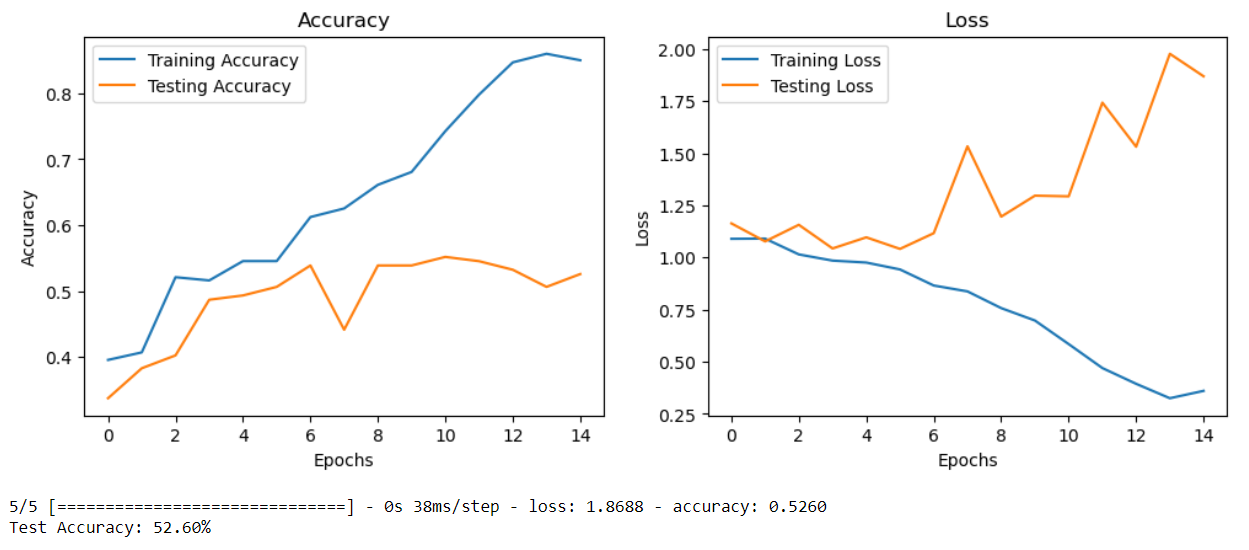 Accuracy
Training Accuracy
Testing Accuracy
0.8
0.7
0.6
0.5
0.4
Accuracy
0 2 4 6 8 10 12 14
Epochs
Loss
Training Loss
Testing Loss
2.00
1.75
1.50
1.25
1.00
0.75
0.50
0.25
Loss
0 2 4 6 8 10 12 14
Epochs
5/5 [==============================] - 0s 38ms/step - loss: 1.8688 - accuracy: 0.5260
Test Accuracy: 52.60%